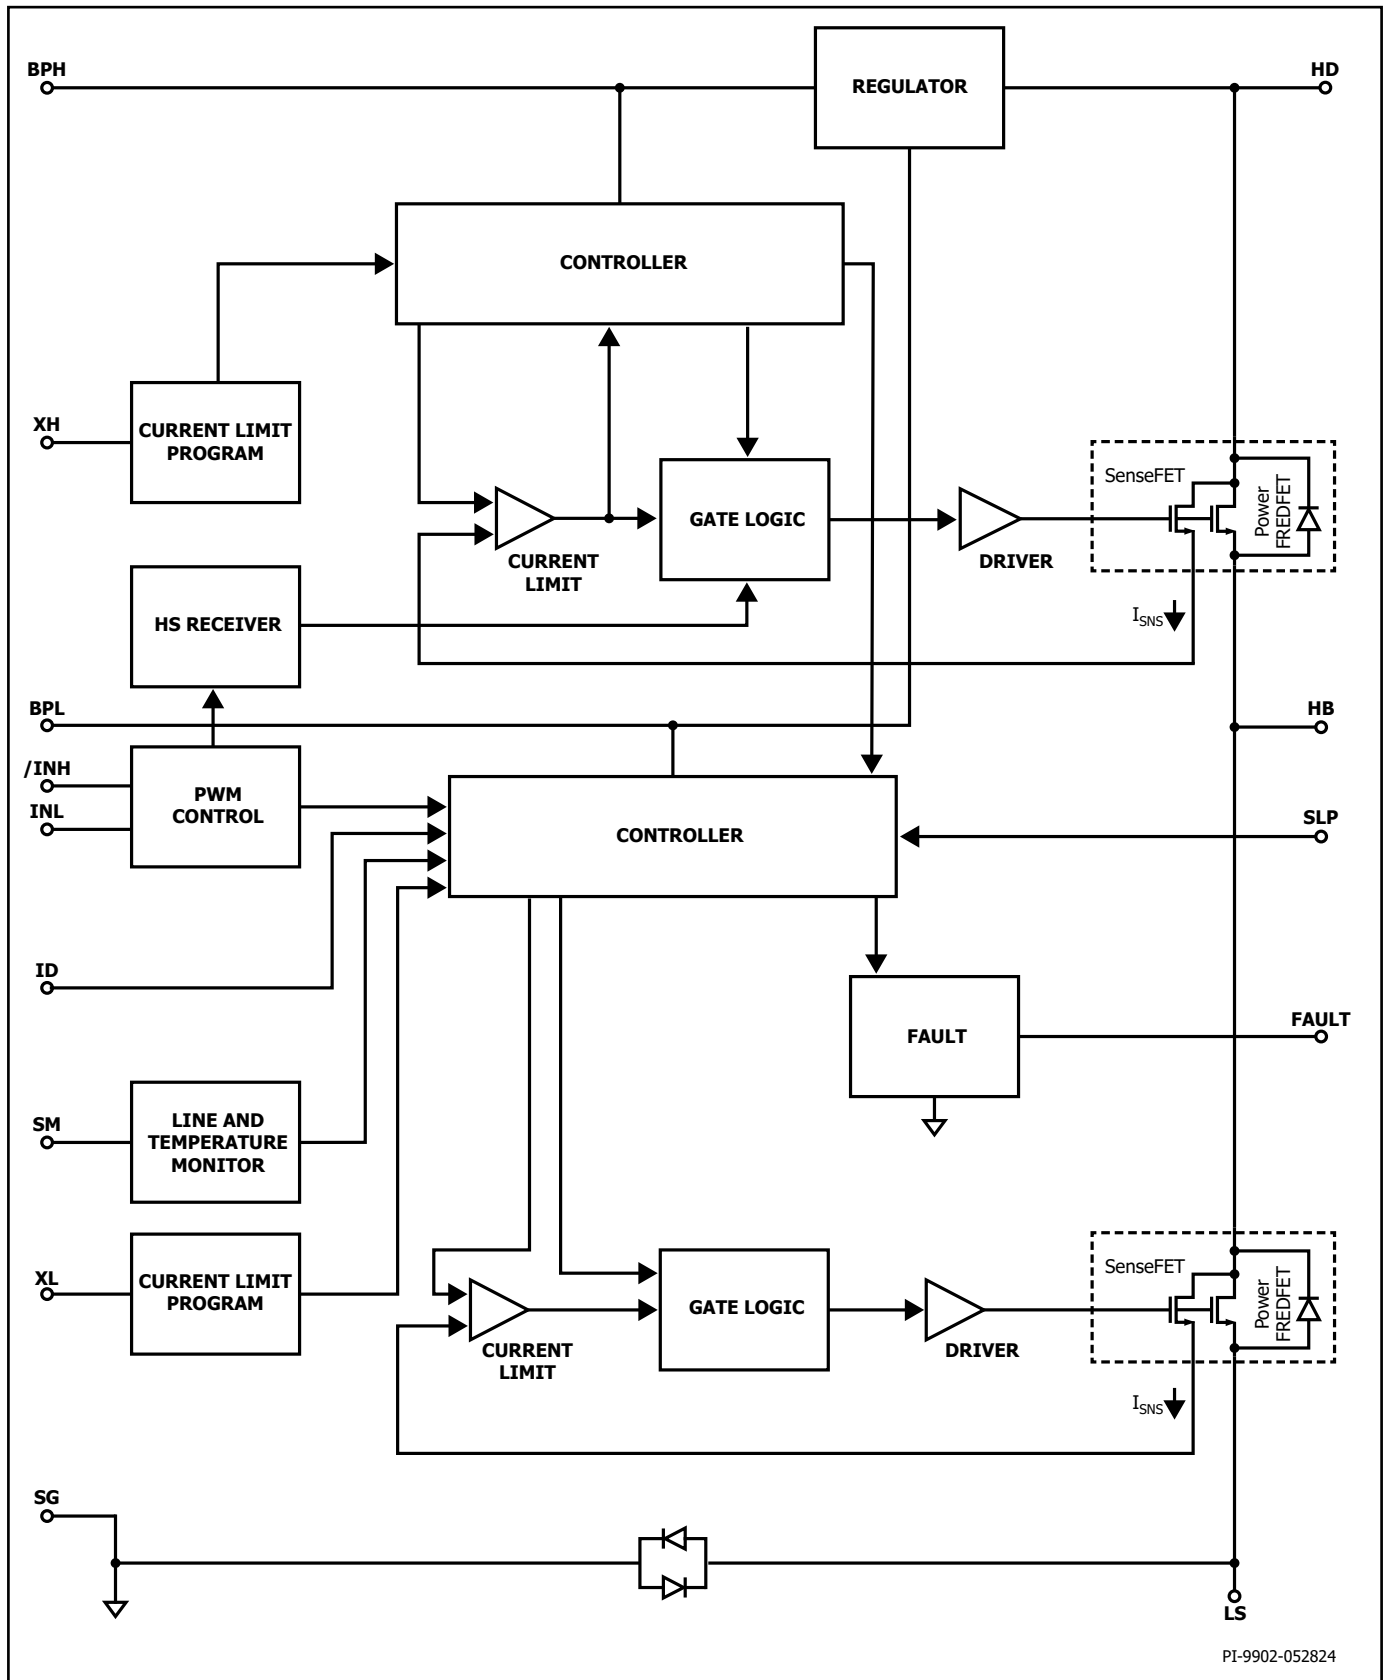 BPH
REGULATOR
HD
CONTROLLER
XH
CURRENT LIMIT
PROGRAM
SenseFET
Power
FREDFET
GATE LOGIC
CURRENT
LIMIT
DRIVER
HS RECEIVER
ISNS
BPL
HB
/INH
INL
PWM
CONTROL
CONTROLLER
SLP
ID
FAULT
FAULT
SM
LINE AND
TEMPERATURE
MONITOR
XL
CURRENT LIMIT
PROGRAM
SenseFET
Power
FREDFET
GATE LOGIC
CURRENT
LIMIT
DRIVER
ISNS
SG
LS
PI-9902-052824